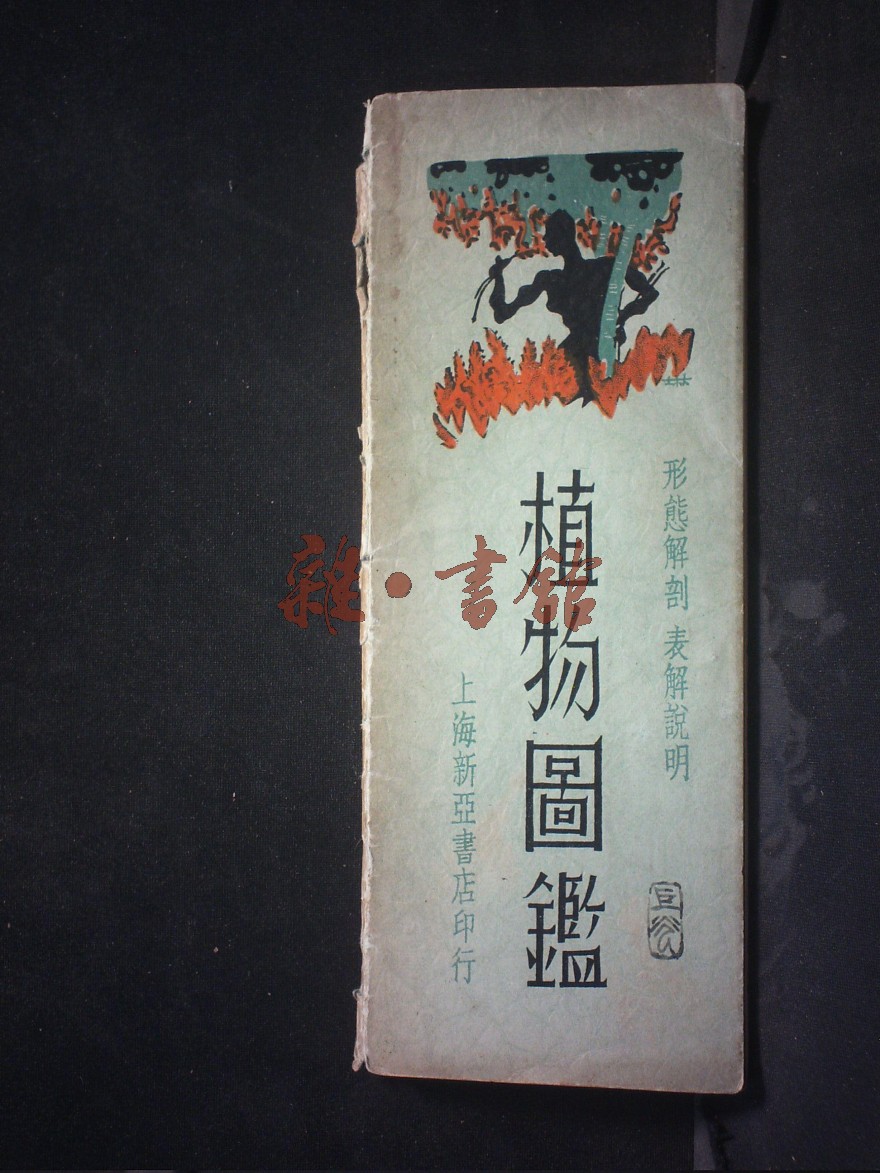 形態解剖 表解說明
植物圖鑑
上海新亞書店印行
雜·書館